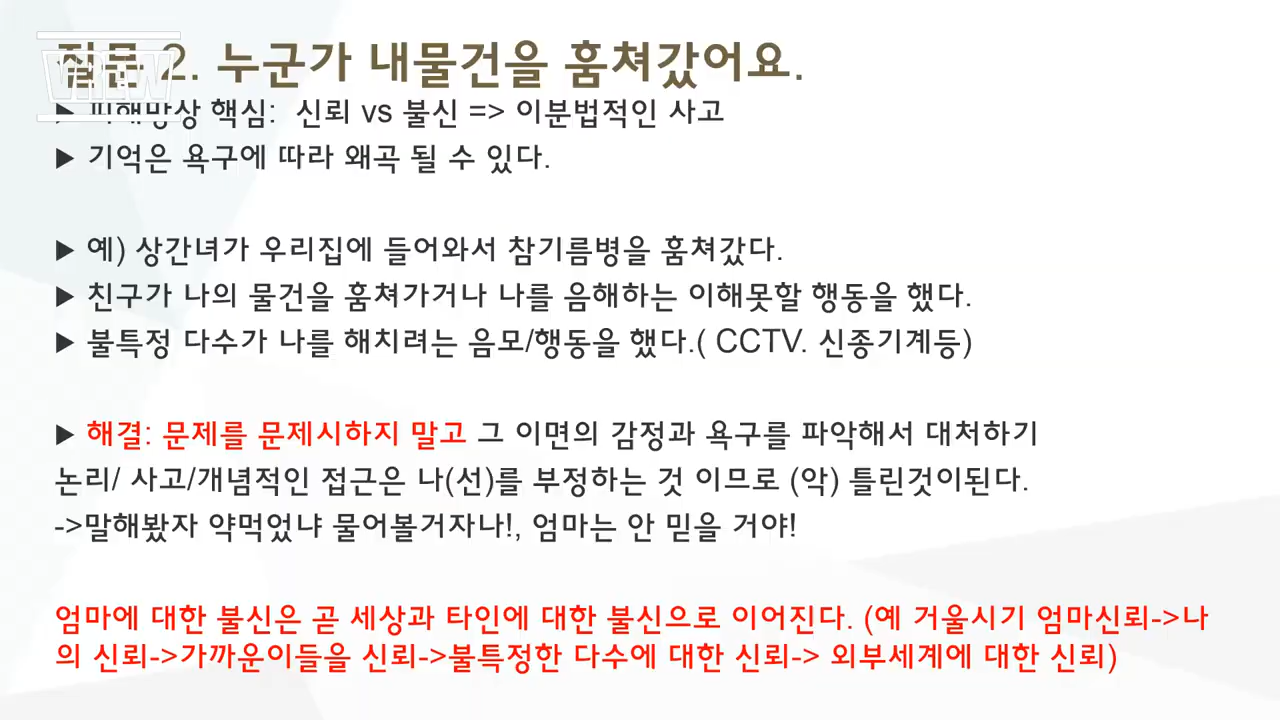 질문 2. 누군가 내물건을 훔쳐갔어요.
VREW
▶ 피해망상 핵심: 신뢰 vs 불신 => 이분법적인 사고
▶ 기억은 욕구에 따라 왜곡 될 수 있다.
▶ 예) 상간녀가 우리집에 들어와서 참기름병을 훔쳐갔다.
▶ 친구가 나의 물건을 훔쳐가거나 나를 음해하는 이해못할 행동을 했다.
▶ 불특정 다수가 나를 해치려는 음모/행동을 했다.( CCTV. 신종기계등)
▶ 해결: 문제를 문제시하지 말고 그 이면의 감정과 욕구를 파악해서 대처하기
논리/ 사고/개념적인 접근은 나(선)를 부정하는 것 이므로 (악) 틀린것이된다.
->말해봤자 약먹었냐 물어볼거자나!, 엄마는 안 믿을 거야!
엄마에 대한 불신은 곧 세상과 타인에 대한 불신으로 이어진다. (예 거울시기 엄마신뢰->나
의 신뢰->가까운이들을 신뢰->불특정한 다수에 대한 신뢰-> 외부세계에 대한 신뢰)